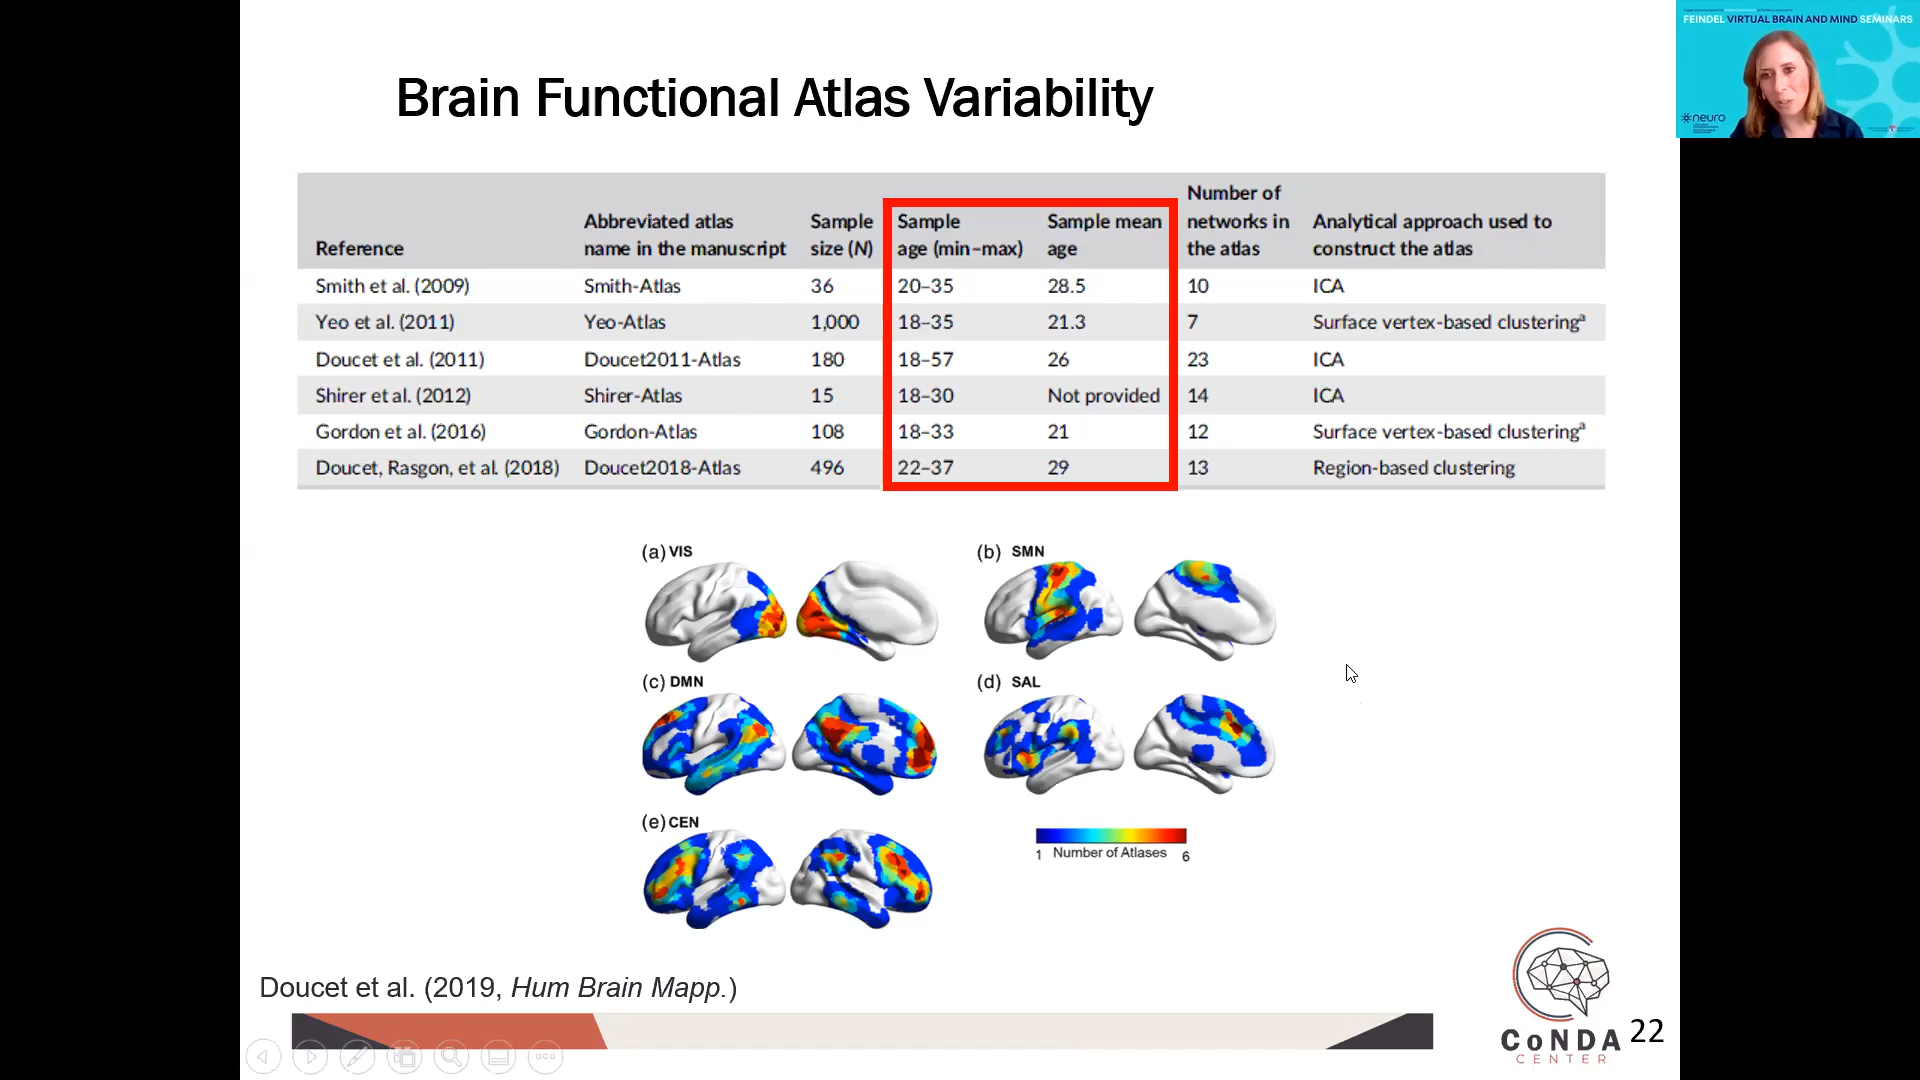 FEINDEL VIRTUAL BRAIN AND MIND SEMINARS
neuro
Brain Functional Atlas Variability
Reference | Abbreviated atlas name in the manuscript | Sample size (N) | Sample age (min–max) | Sample mean age | Number of networks in the atlas | Analytical approach used to construct the atlas
Smith et al. (2009) | Smith-Atlas | 36 | 20–35 | 28.5 | 10 | ICA
Yeo et al. (2011) | Yeo-Atlas | 1,000 | 18–35 | 21.3 | 7 | Surface vertex-based clusteringª
Doucet et al. (2011) | Doucet2011-Atlas | 180 | 18–57 | 26 | 23 | ICA
Shirer et al. (2012) | Shirer-Atlas | 15 | 18–30 | Not provided | 14 | ICA
Gordon et al. (2016) | Gordon-Atlas | 108 | 18–33 | 21 | 12 | Surface vertex-based clusteringª
Doucet, Rasgon, et al. (2018) | Doucet2018-Atlas | 496 | 22–37 | 29 | 13 | Region-based clustering
(a) VIS
(b) SMN
(c) DMN
(d) SAL
(e) CEN
1 Number of Atlases 6
Doucet et al. (2019, Hum Brain Mapp.)
CoNDA
CENTER
22